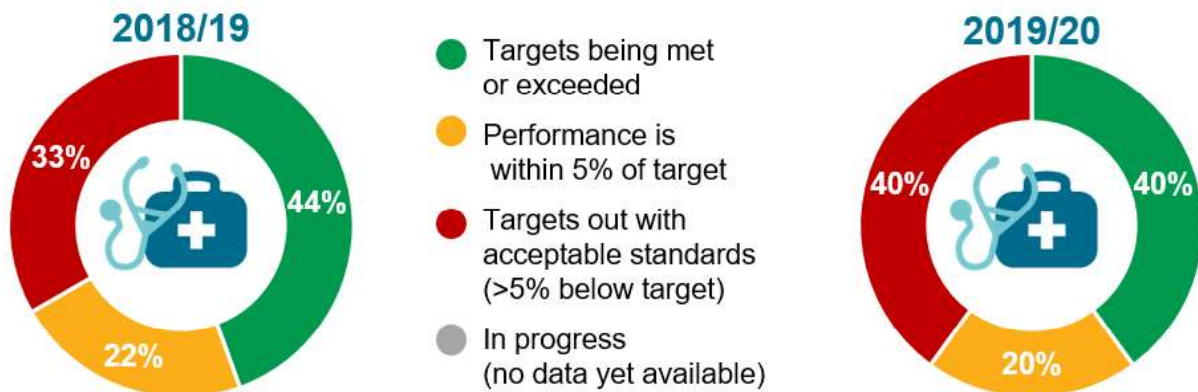 2018/19
33%
44%
22%
Targets being met
or exceeded
Performance is
within 5% of target
Targets out with
acceptable standards
(>5% below target)
In progress
(no data yet available)
2019/20
40%
40%
20%